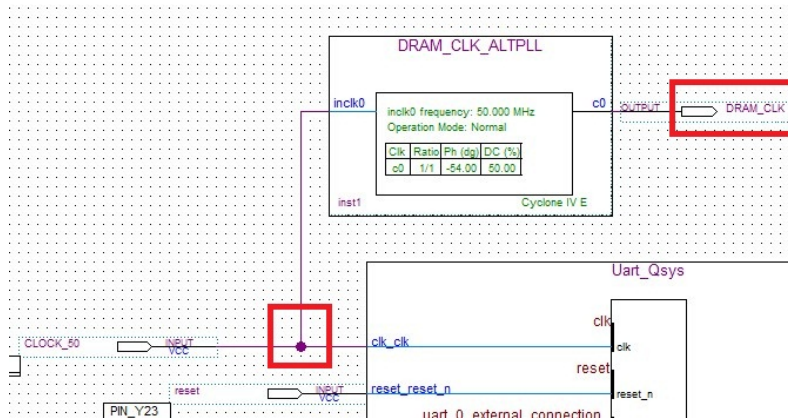 DRAM_CLK_ALTPLL
inclk0
c0
inclk0 frequency: 50.000 MHz
Operation Mode: Normal
Clk Ratio Ph (dg) DC (%)
c0 1/1 -54.00 50.00
OUTPUT
DRAM_CLK
inst1
Cyclone IV E
Uart_Qsys
CLOCK_50
INPUT
VCC
clk_clk
clk
clk
reset
reset
INPUT
VCC
reset_reset_n
reset_n
PIN_Y23
uart_0_external_connection